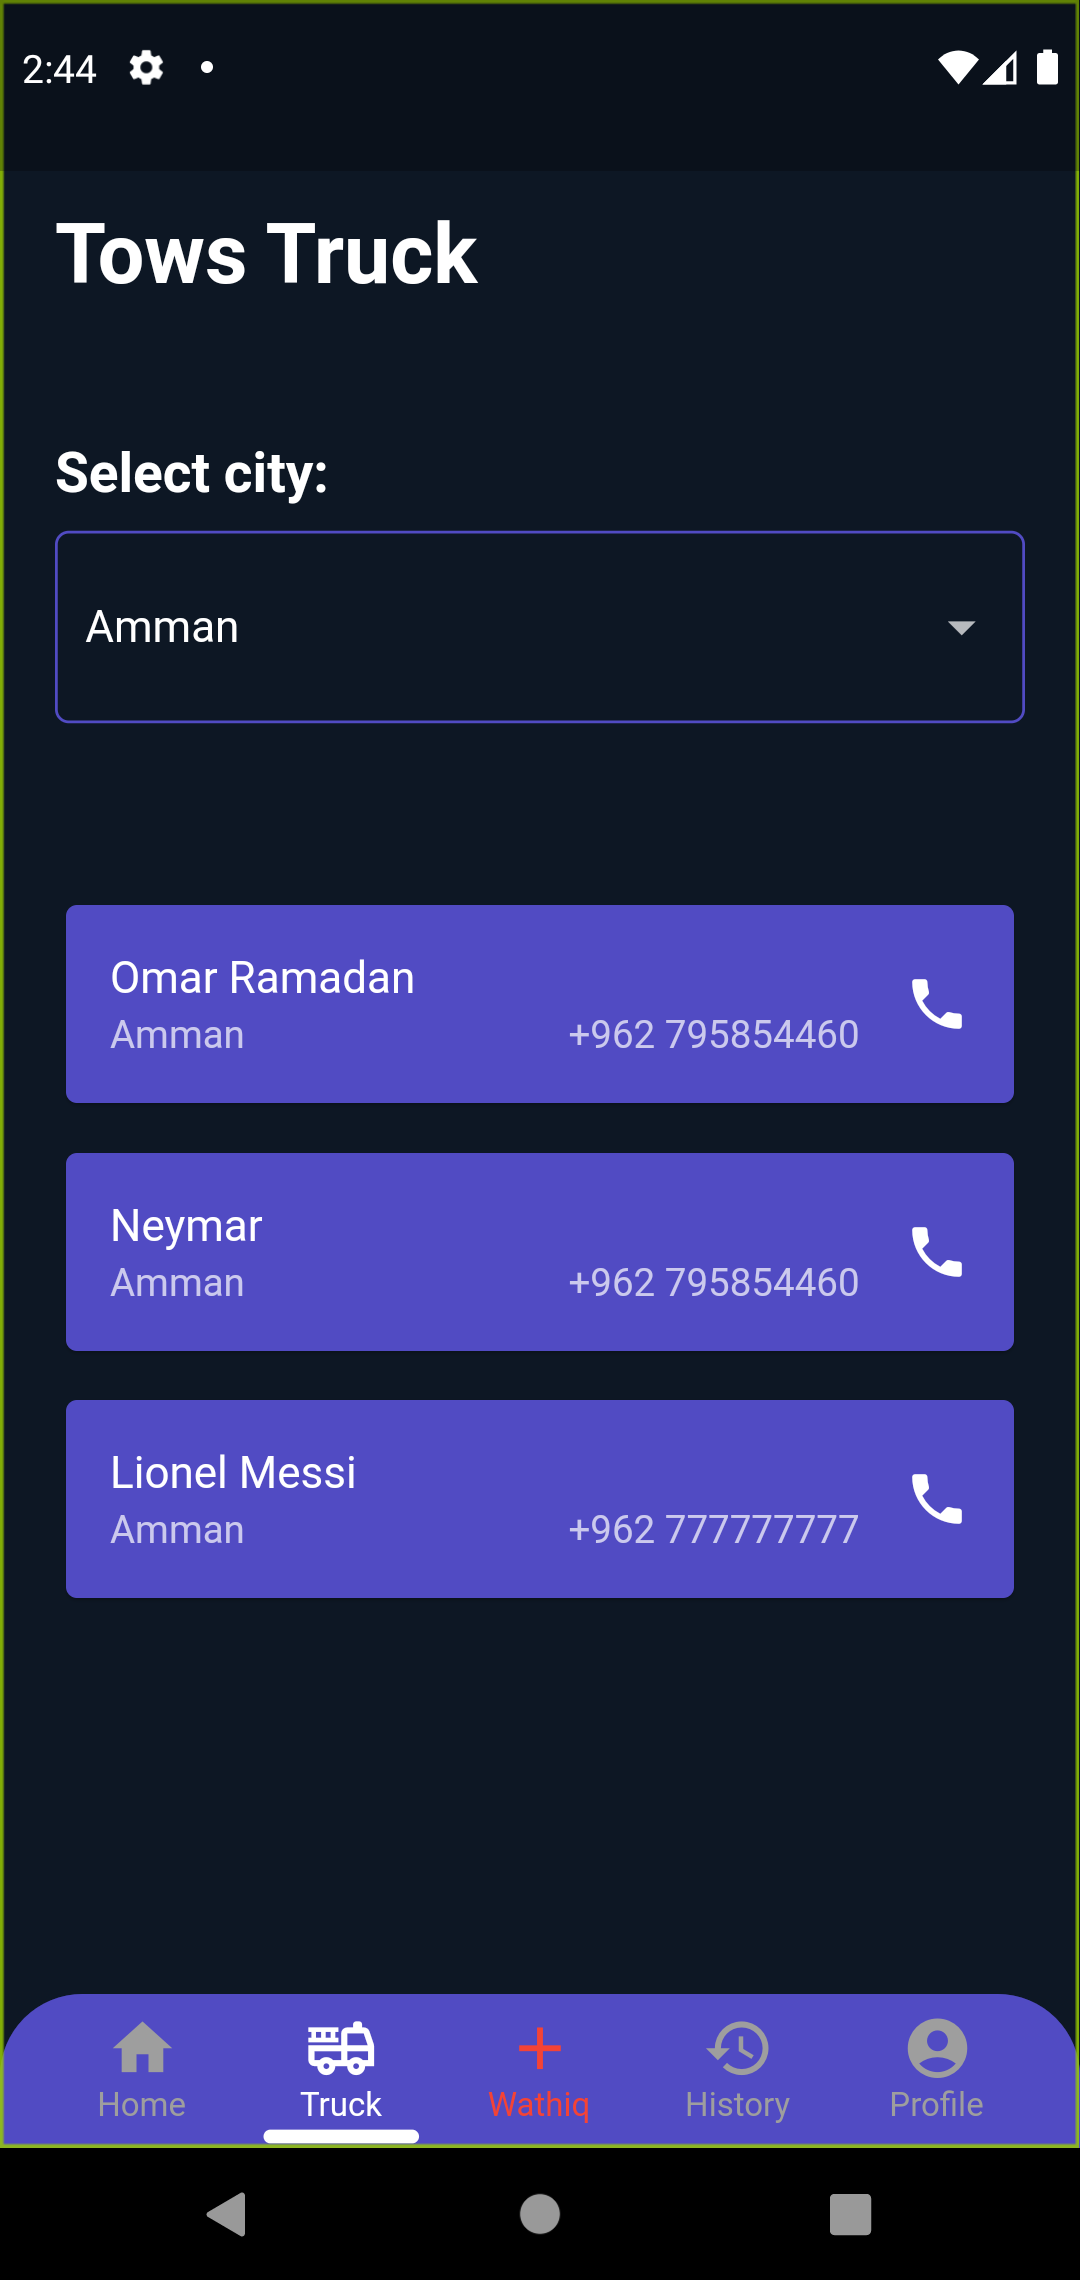 2:44
Tows Truck
Select city:
Amman
Omar Ramadan
Amman +962 795854460
Neymar
Amman +962 795854460
Lionel Messi
Amman +962 777777777
Home Truck Wathiq History Profile